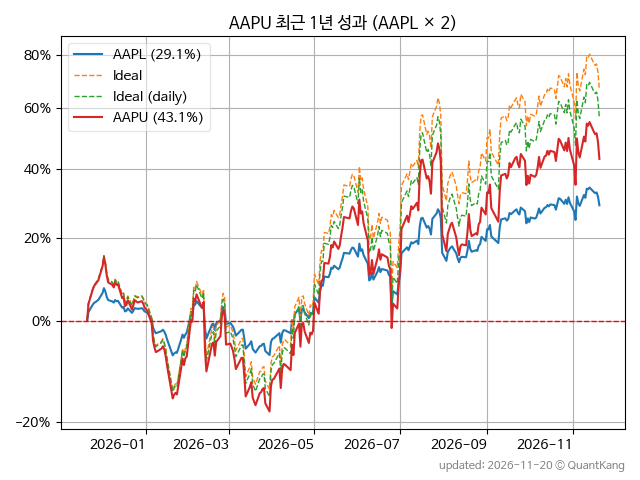 AAPU 최근 1년 성과 (AAPL × 2)
AAPL (29.1%)
Ideal
Ideal (daily)
AAPU (43.1%)
80%
60%
40%
20%
0%
−20%
2026-01
2026-03
2026-05
2026-07
2026-09
2026-11
updated: 2026-11-20 © QuantKang